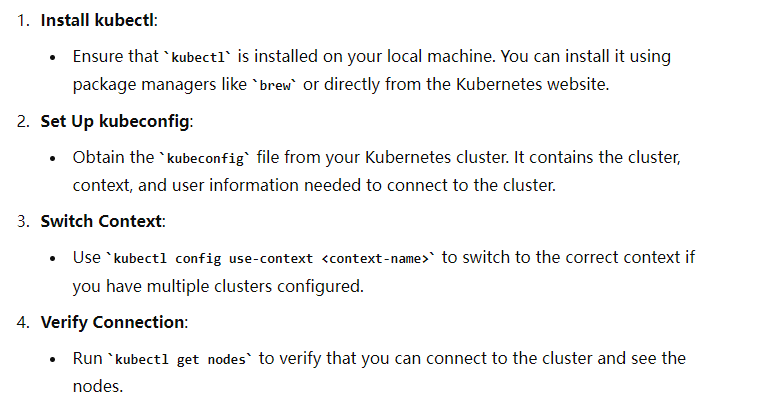 1. Install kubectl:
• Ensure that `kubectl` is installed on your local machine. You can install it using
package managers like `brew` or directly from the Kubernetes website.
2. Set Up kubeconfig:
• Obtain the `kubeconfig` file from your Kubernetes cluster. It contains the cluster,
context, and user information needed to connect to the cluster.
3. Switch Context:
• Use `kubectl config use-context <context-name>` to switch to the correct context if
you have multiple clusters configured.
4. Verify Connection:
• Run `kubectl get nodes` to verify that you can connect to the cluster and see the
nodes.